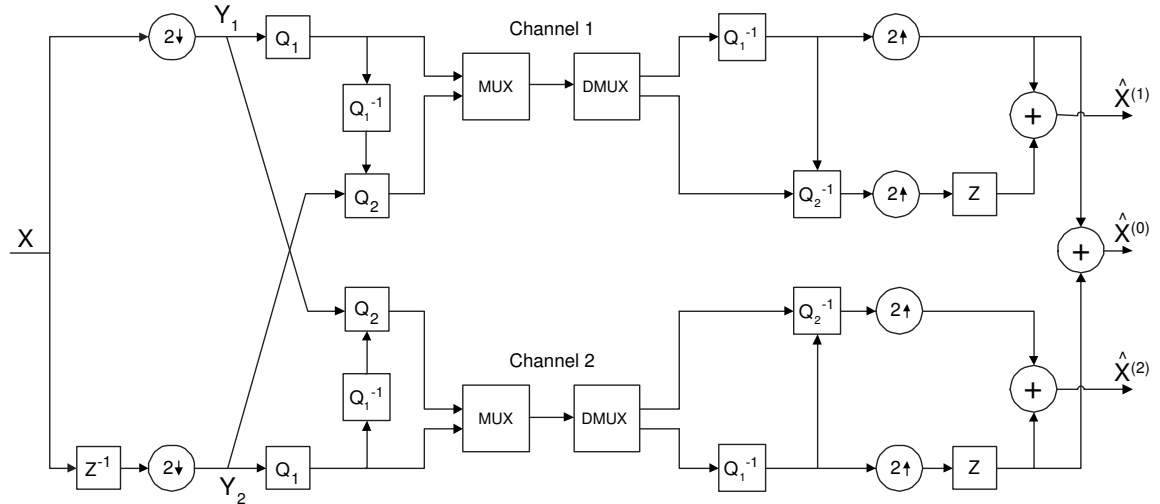 Y₁
2↓
Q₁
Channel 1
Q₁⁻¹
2↑
MUX
DMUX
Q₁⁻¹
X̂⁽¹⁾
+
Q₂
Q₂⁻¹
2↑
Z
X
X̂⁽⁰⁾
+
Q₂
Q₂⁻¹
2↑
Channel 2
Q₁⁻¹
MUX
DMUX
+
X̂⁽²⁾
Z⁻¹
2↓
Q₁
Q₁⁻¹
2↑
Z
Y₂